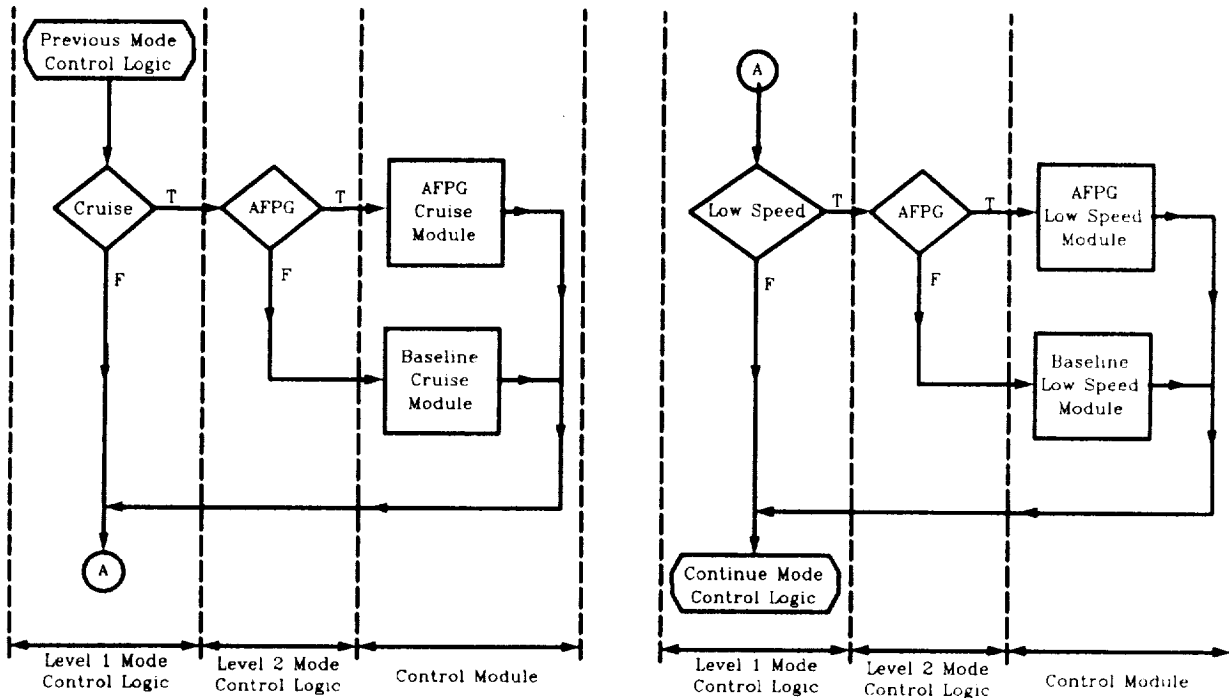 Previous Mode
Control Logic
Cruise
T
AFPG
T
AFPG
Cruise
Module
F
F
Baseline
Cruise
Module
A
Level 1 Mode
Control Logic
Level 2 Mode
Control Logic
Control Module
A
Low Speed
T
AFPG
T
AFPG
Low Speed
Module
F
F
Baseline
Low Speed
Module
Continue Mode
Control Logic
Level 1 Mode
Control Logic
Level 2 Mode
Control Logic
Control Module